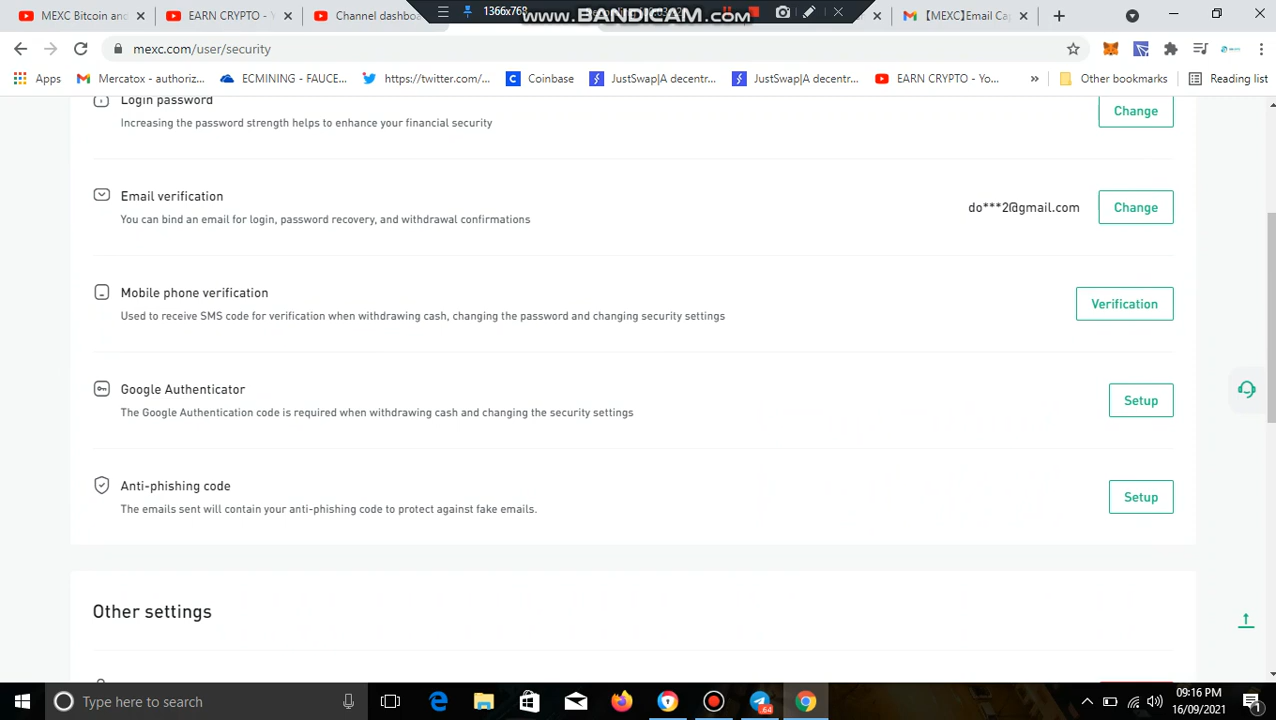 MEXC Bitcoin and
EARN CRYPTO -
Channel dashbo
1366x768
www.BANDICAM.com
【MEXC】Email Cap
mexc.com/user/security
Apps
Mercatox - authoriz...
ECMINING - FAUCE...
https://twitter.com/...
Coinbase
JustSwap|A decentr...
JustSwap|A decentr...
EARN CRYPTO - Yo...
»
Other bookmarks
Reading list
Login password
Increasing the password strength helps to enhance your financial security
Change
Email verification
You can bind an email for login, password recovery, and withdrawal confirmations
do***2@gmail.com
Change
Mobile phone verification
Used to receive SMS code for verification when withdrawing cash, changing the password and changing security settings
Verification
Google Authenticator
The Google Authentication code is required when withdrawing cash and changing the security settings
Setup
Anti-phishing code
The emails sent will contain your anti-phishing code to protect against fake emails.
Setup
Other settings
Type here to search
64
09:16 PM
16/09/2021
1